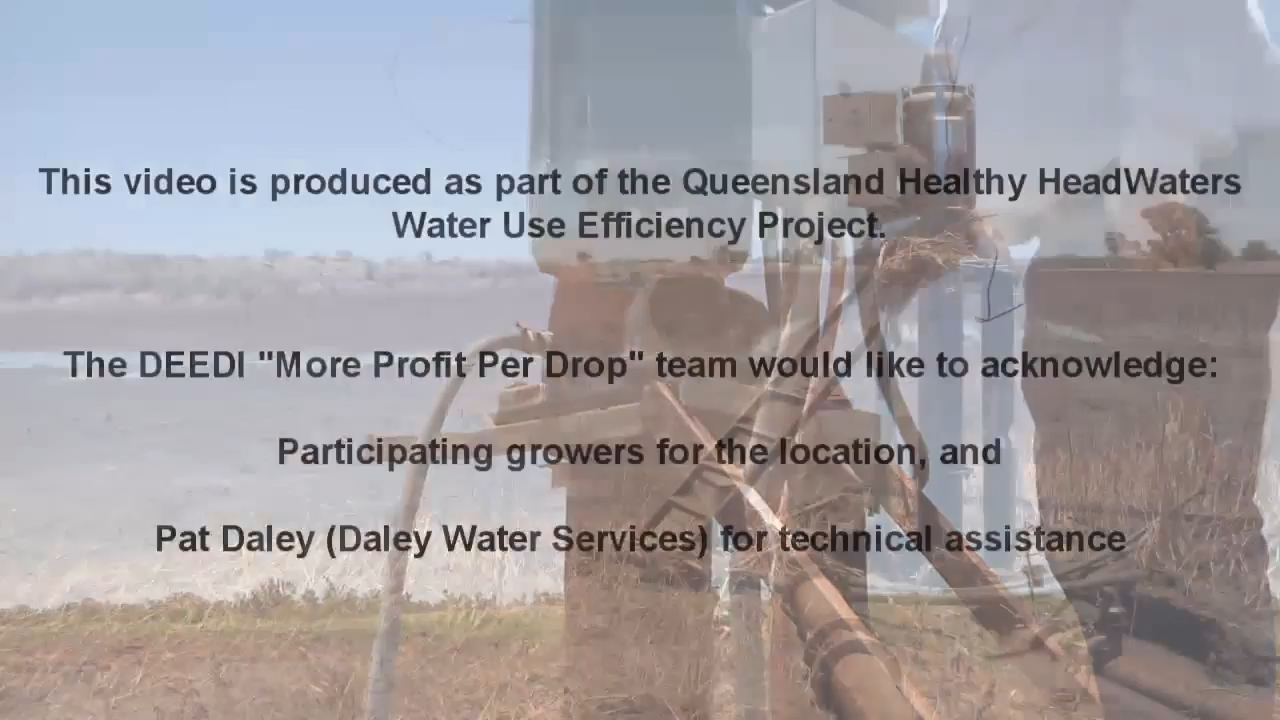 This video is produced as part of the Queensland Healthy HeadWaters
Water Use Efficiency Project.
The DEEDI "More Profit Per Drop" team would like to acknowledge:
Participating growers for the location, and
Pat Daley (Daley Water Services) for technical assistance